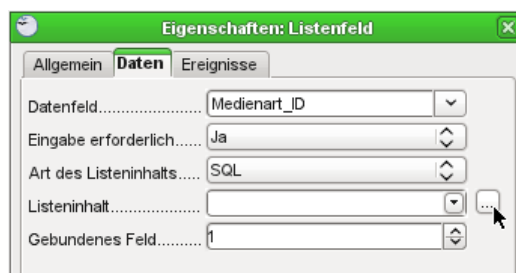 Eigenschaften: Listenfeld
Allgemein Daten Ereignisse
Datenfeld...................... Medienart_ID
Eingabe erforderlich...... Ja
Art des Listeninhalts..... SQL
Listeninhalt.................... ...
Gebundenes Feld......... 1